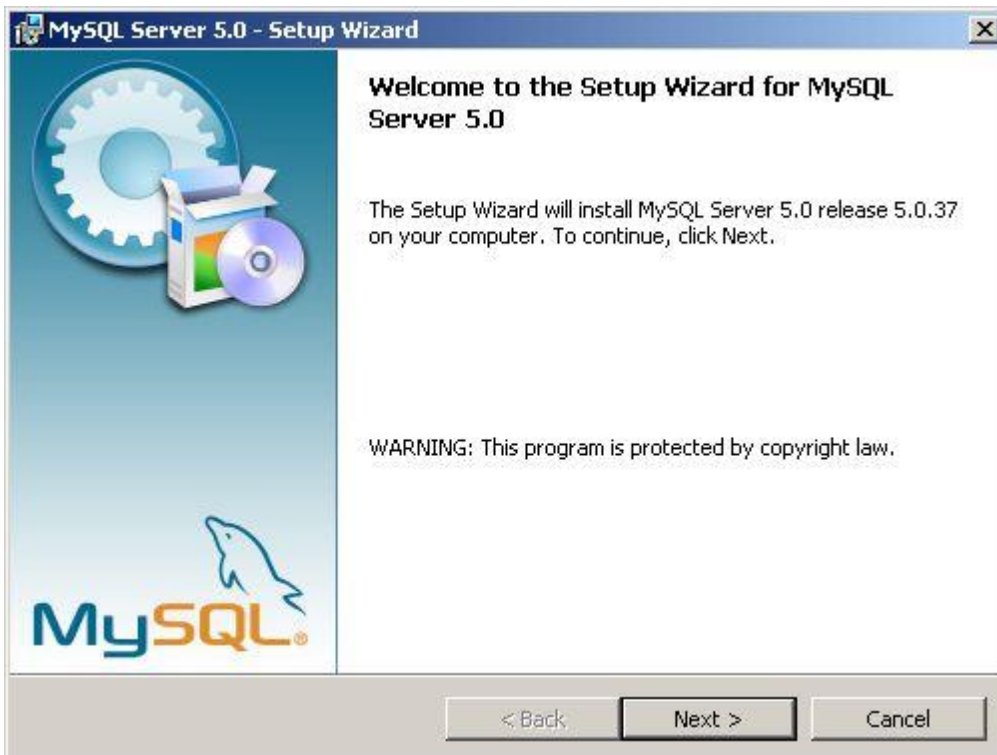 MySQL Server 5.0 - Setup Wizard
Welcome to the Setup Wizard for MySQL
Server 5.0
The Setup Wizard will install MySQL Server 5.0 release 5.0.37
on your computer. To continue, click Next.
WARNING: This program is protected by copyright law.
MySQL®
< Back
Next >
Cancel